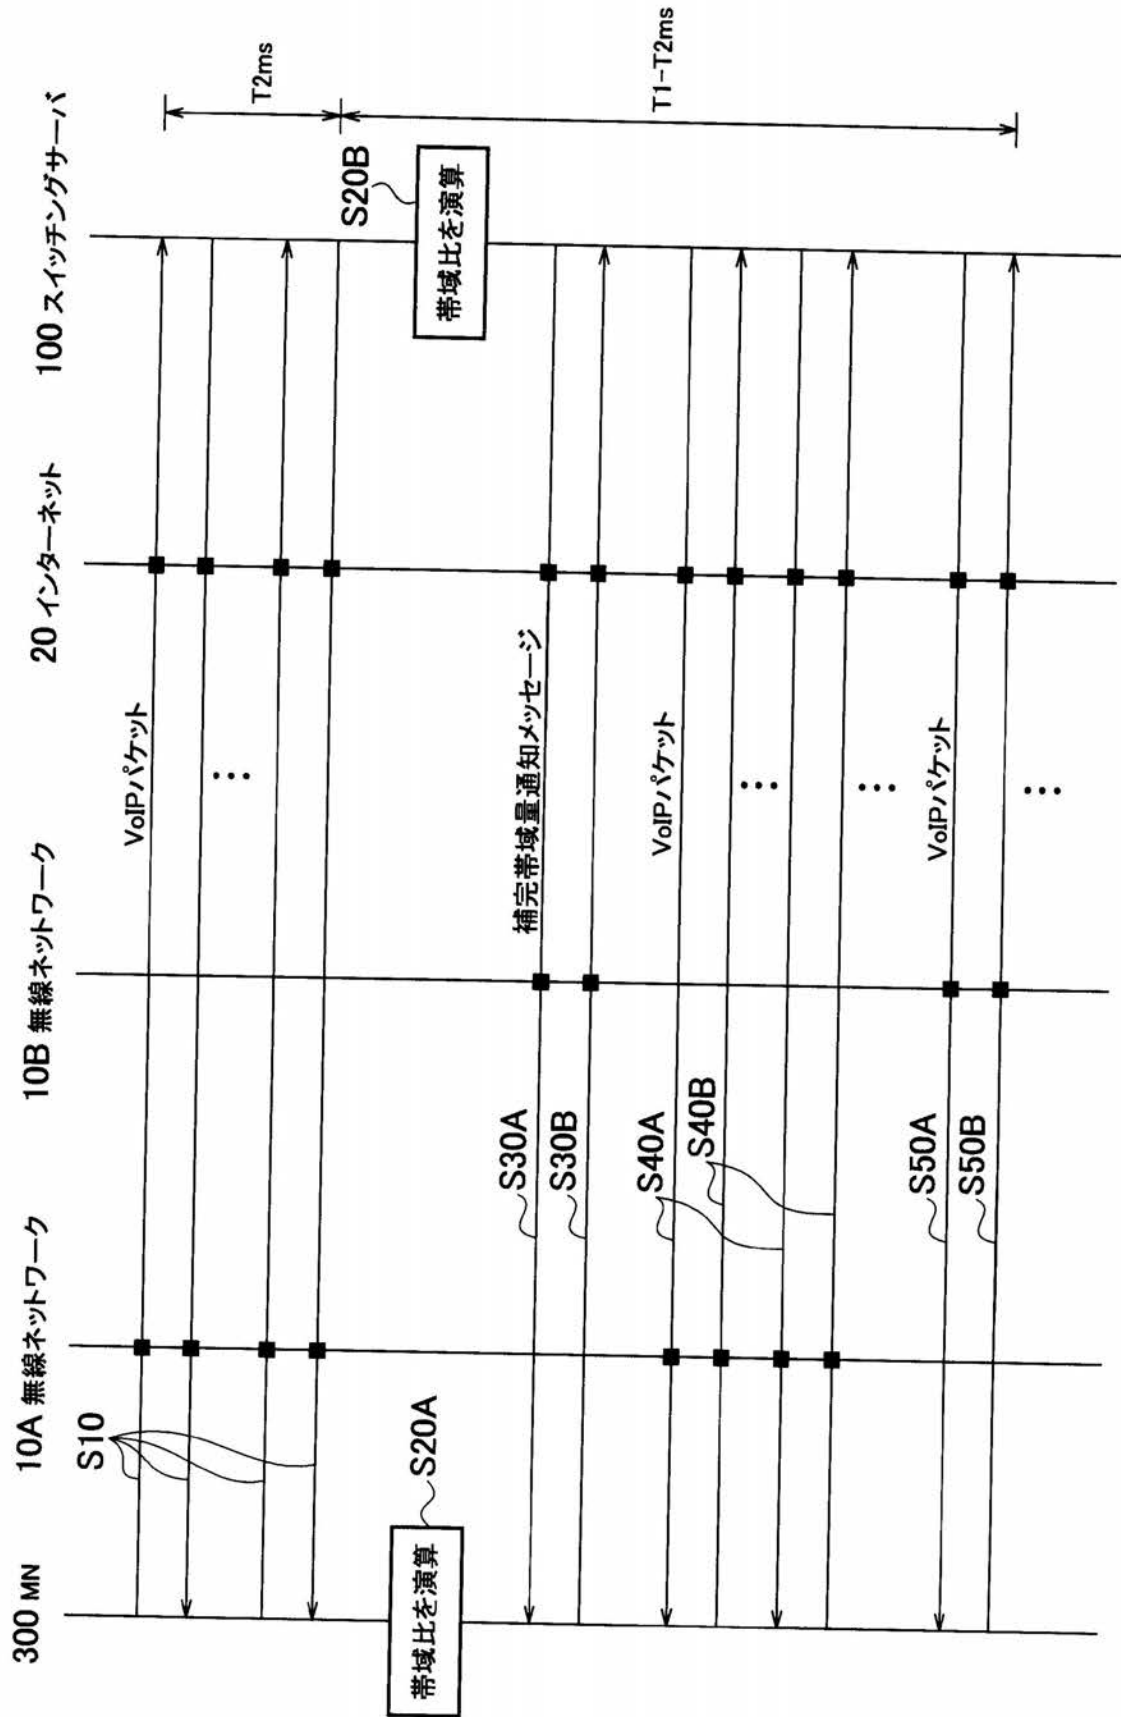 300 MN
10A 無線ネットワーク
10B 無線ネットワーク
20 インターネット
100 スイッチングサーバ
S10
VoIPパケット
⋯
T2ms
帯域比を演算
S20A
S20B
帯域比を演算
S30A
補完帯域量通知メッセージ
S30B
S40A
VoIPパケット
S40B
⋯
T1-T2ms
⋯
S50A
VoIPパケット
S50B
⋯